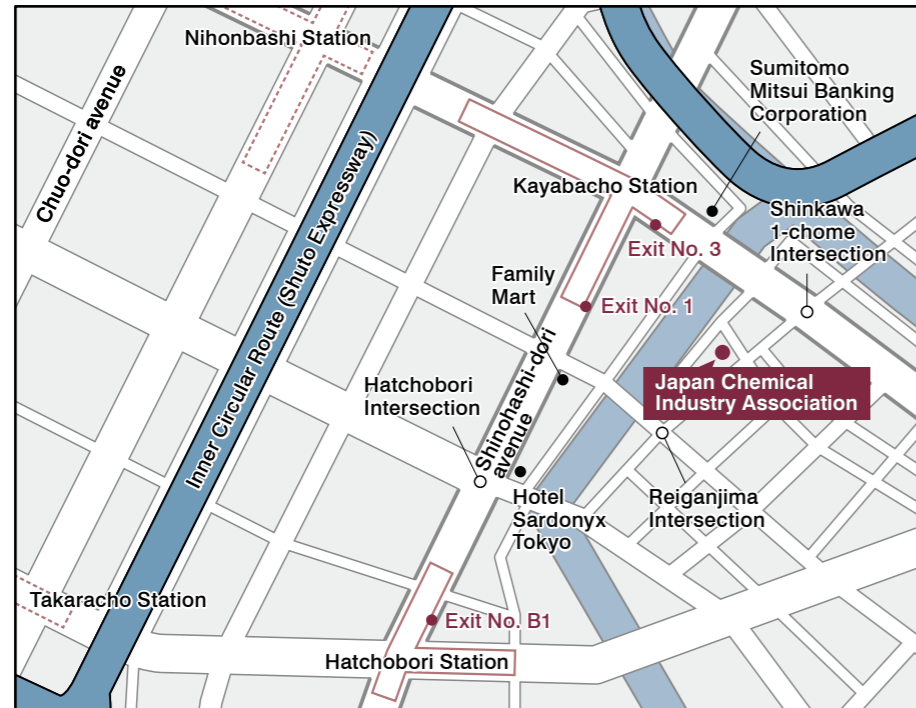 Nihonbashi Station
Chuo-dori avenue
Inner Circular Route (Shuto Expressway)
Sumitomo
Mitsui Banking
Corporation
Kayabacho Station
Shinkawa
1-chome
Intersection
Exit No. 3
Family
Mart
Exit No. 1
Shinohashi-dori
avenue
Hatchobori
Intersection
Japan Chemical
Industry Association
Hotel
Sardonyx
Tokyo
Reiganjima
Intersection
Takaracho Station
Exit No. B1
Hatchobori Station